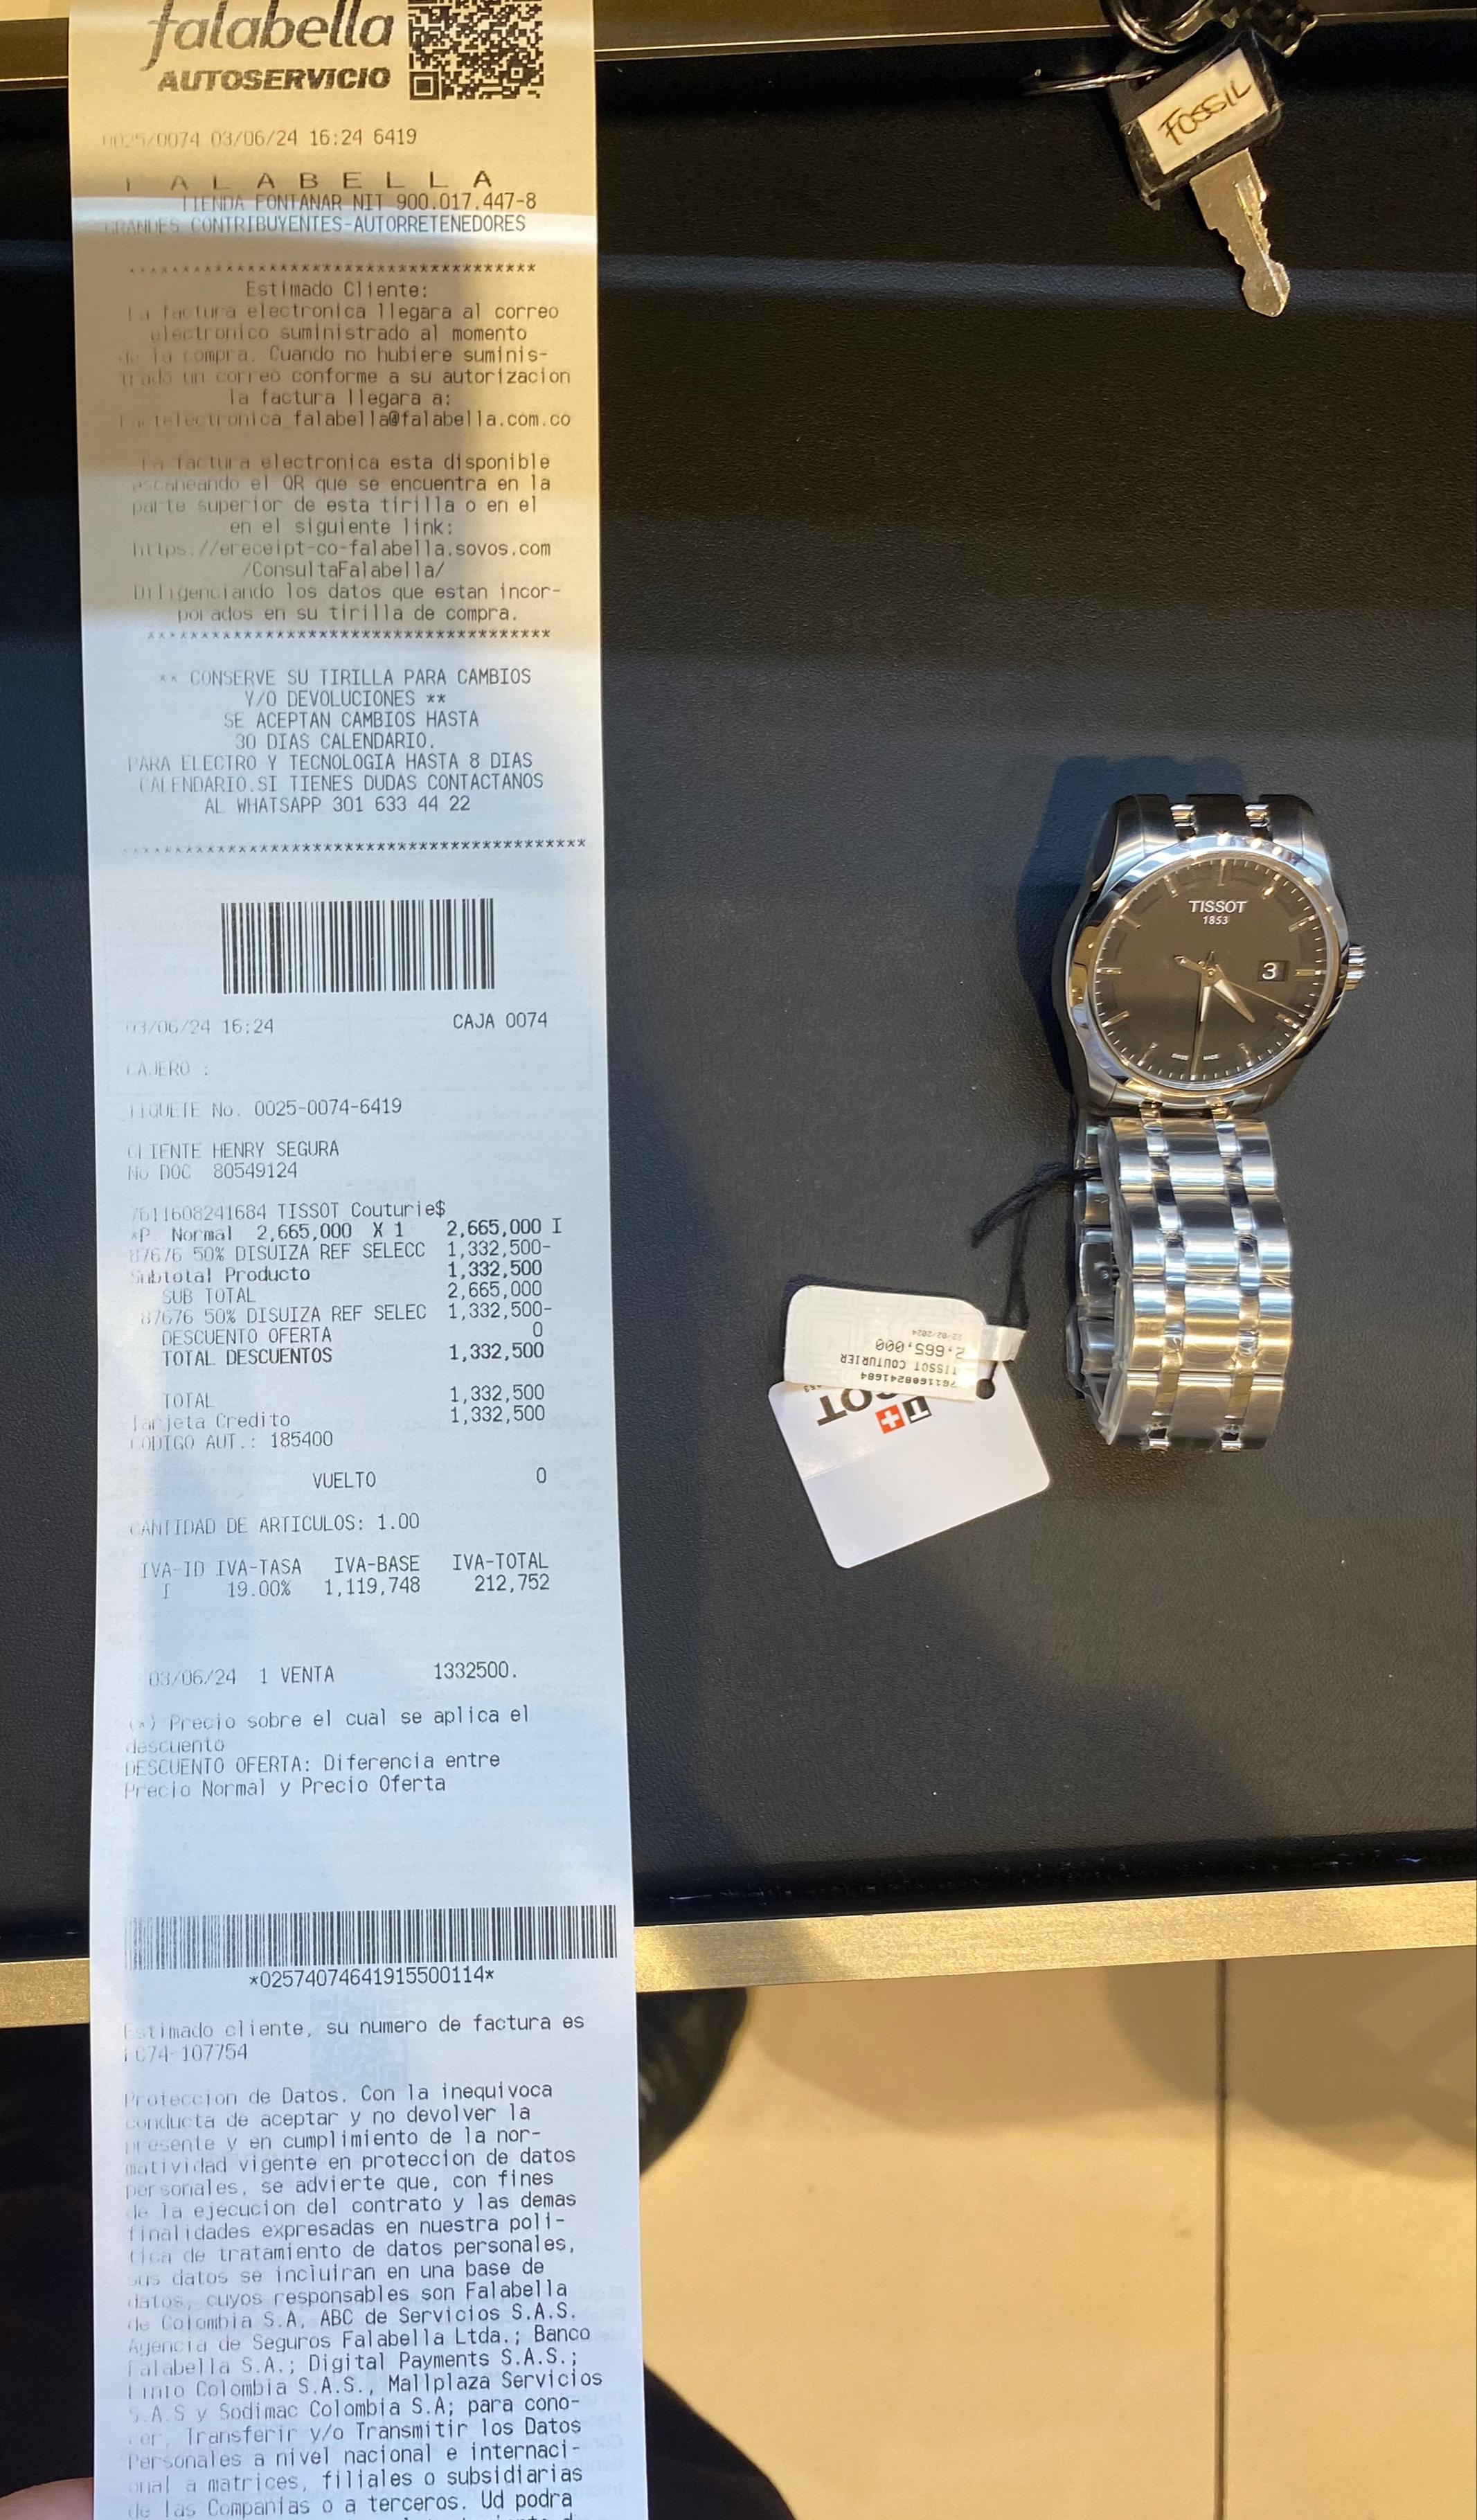 falabella
AUTOSERVICIO
0025/0074 03/06/24 16:24 6419
F A L A B E L L A
TIENDA FONTANAR NIT 900.017.447-8
GRANDES CONTRIBUYENTES-AUTORRETENEDORES
**************************************
Estimado Cliente:
La factura electronica llegara al correo
electronico suministrado al momento
de la compra. Cuando no hubiere suminis-
trado un correo conforme a su autorizacion
la factura llegara a:
factelectronica_falabella@falabella.com.co
La factura electronica esta disponible
escaneando el QR que se encuentra en la
parte superior de esta tirilla o en el
en el siguiente link:
https://ereceipt-co-falabella.sovos.com
/ConsultaFalabella/
Diligenciando los datos que estan incor-
porados en su tirilla de compra.
**************************************
** CONSERVE SU TIRILLA PARA CAMBIOS
Y/O DEVOLUCIONES **
SE ACEPTAN CAMBIOS HASTA
30 DIAS CALENDARIO.
PARA ELECTRO Y TECNOLOGIA HASTA 8 DIAS
CALENDARIO.SI TIENES DUDAS CONTACTANOS
AL WHATSAPP 301 633 44 22
*******************************************
03/06/24 16:24 CAJA 0074
CAJERO :
TIQUETE No. 0025-0074-6419
CLIENTE HENRY SEGURA
No DOC 80549124
7611608241684 TISSOT Couturie$
*P Normal 2,665,000 X 1 2,665,000 I
87676 50% DISUIZA REF SELECC 1,332,500-
Subtotal Producto 1,332,500
SUB TOTAL 2,665,000
87676 50% DISUIZA REF SELEC 1,332,500-
DESCUENTO OFERTA 0
TOTAL DESCUENTOS 1,332,500
TOTAL 1,332,500
Tarjeta Credito 1,332,500
CODIGO AUT.: 185400
VUELTO 0
CANTIDAD DE ARTICULOS: 1.00
IVA-ID IVA-TASA IVA-BASE IVA-TOTAL
I 19.00% 1,119,748 212,752
03/06/24 1 VENTA 1332500.
(*) Precio sobre el cual se aplica el
descuento
DESCUENTO OFERTA: Diferencia entre
Precio Normal y Precio Oferta
*02574074641915500114*
Estimado cliente, su numero de factura es
FC74-107754
Proteccion de Datos. Con la inequivoca
conducta de aceptar y no devolver la
presente y en cumplimiento de la nor-
matividad vigente en proteccion de datos
personales, se advierte que, con fines
de la ejecucion del contrato y las demas
finalidades expresadas en nuestra poli-
tica de tratamiento de datos personales,
sus datos se incluiran en una base de
datos, cuyos responsables son Falabella
de Colombia S.A, ABC de Servicios S.A.S.
Agencia de Seguros Falabella Ltda.; Banco
Falabella S.A.; Digital Payments S.A.S.;
Linio Colombia S.A.S., Mallplaza Servicios
S.A.S y Sodimac Colombia S.A; para cono-
cer, Transferir y/o Transmitir los Datos
Personales a nivel nacional e internaci-
onal a matrices, filiales o subsidiarias
de las Companias o a terceros. Ud podra
FOSSIL
TISSOT
1853
3
SWISS MADE
7611608241684
TISSOT COUTURIER
2,665,000
22-02-2024